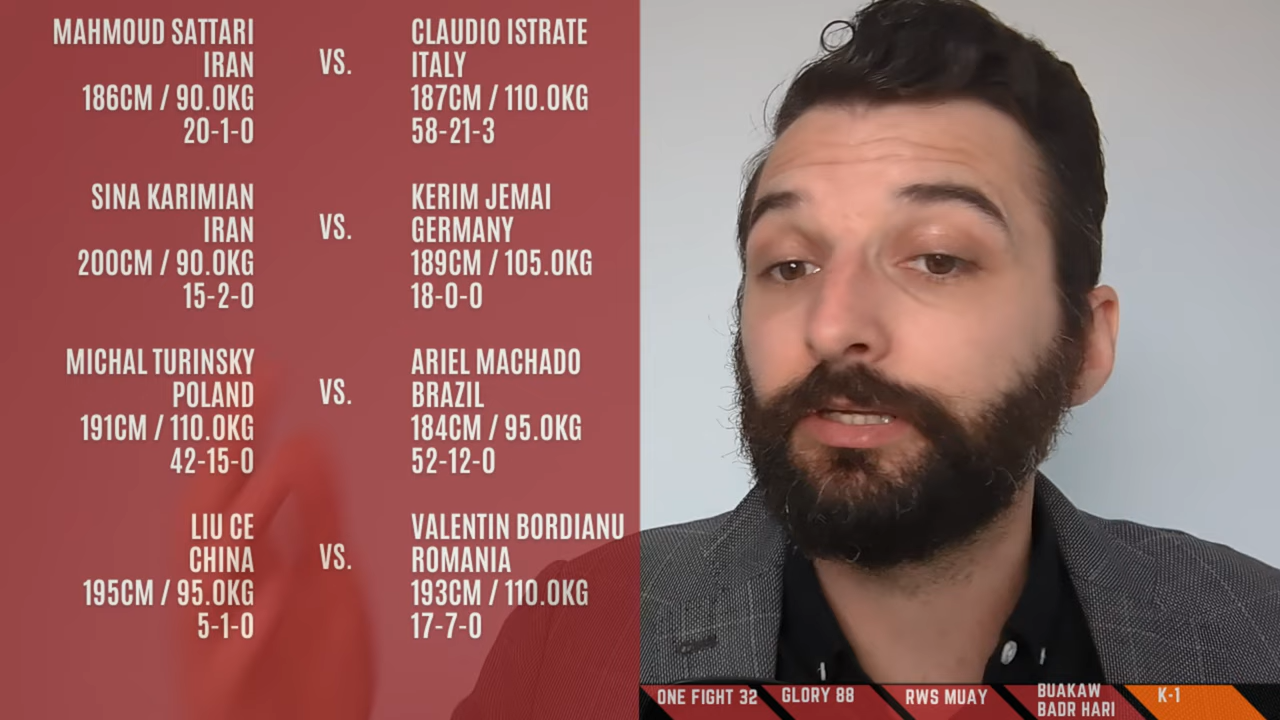 MAHMOUD SATTARI
IRAN
186CM / 90.0KG
20-1-0
VS.
CLAUDIO ISTRATE
ITALY
187CM / 110.0KG
58-21-3
SINA KARIMIAN
IRAN
200CM / 90.0KG
15-2-0
VS.
KERIM JEMAI
GERMANY
189CM / 105.0KG
18-0-0
MICHAL TURINSKY
POLAND
191CM / 110.0KG
42-15-0
VS.
ARIEL MACHADO
BRAZIL
184CM / 95.0KG
52-12-0
LIU CE
CHINA
195CM / 95.0KG
5-1-0
VS.
VALENTIN BORDIANU
ROMANIA
193CM / 110.0KG
17-7-0
ONE FIGHT 32
GLORY 88
RWS MUAY
BUAKAW
BADR HARI
K-1